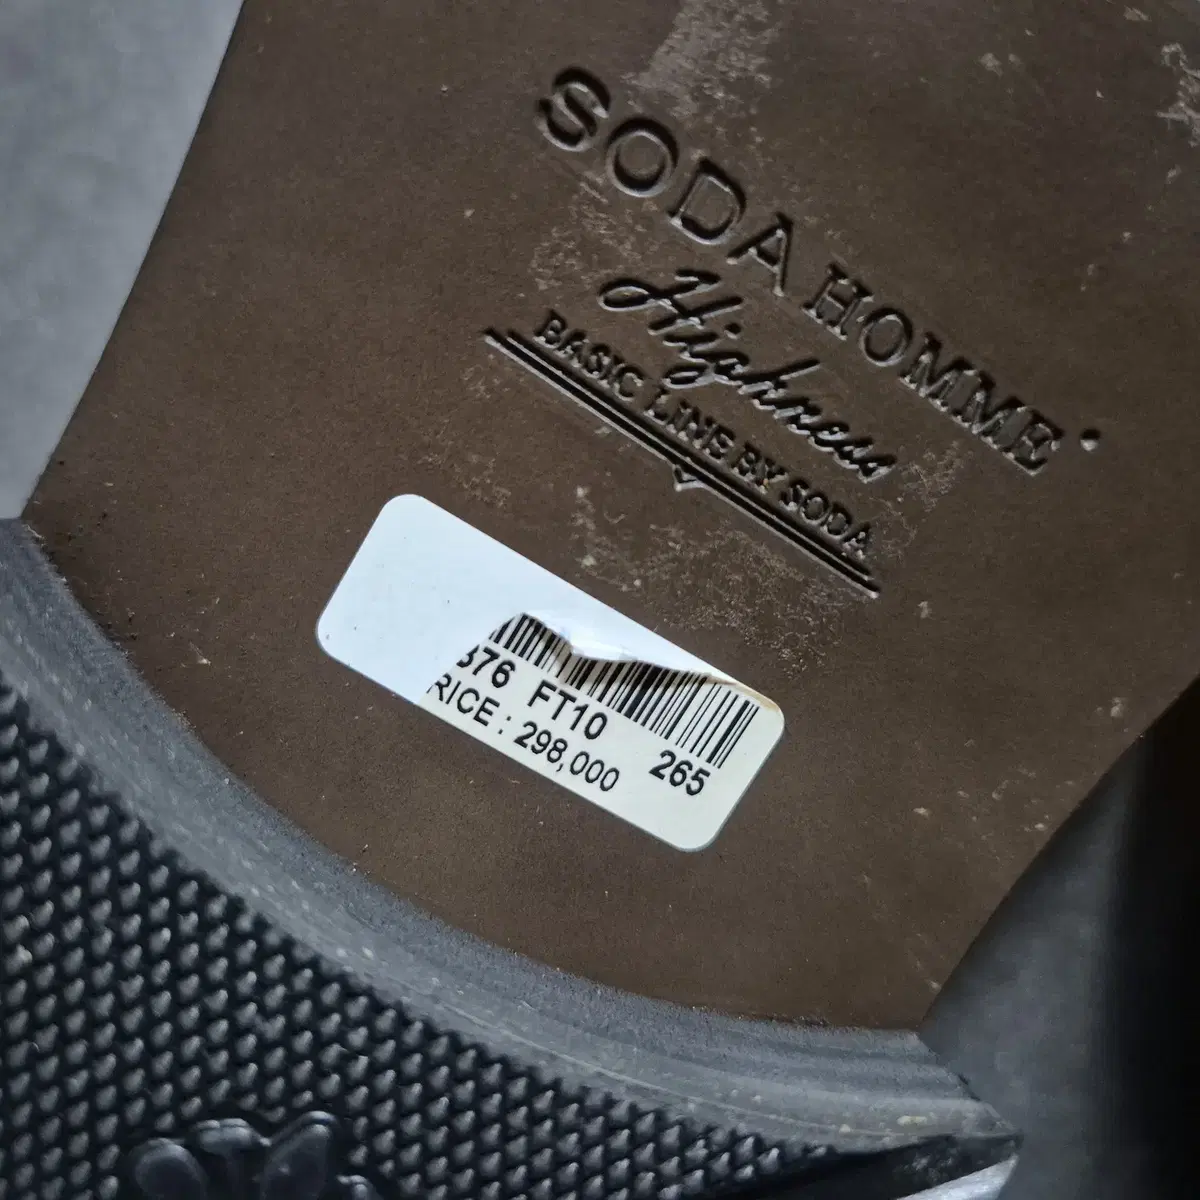 SODA HOMME
Highness
BASIC LINE BY SODA
376 FT10 265
RICE : 298,000